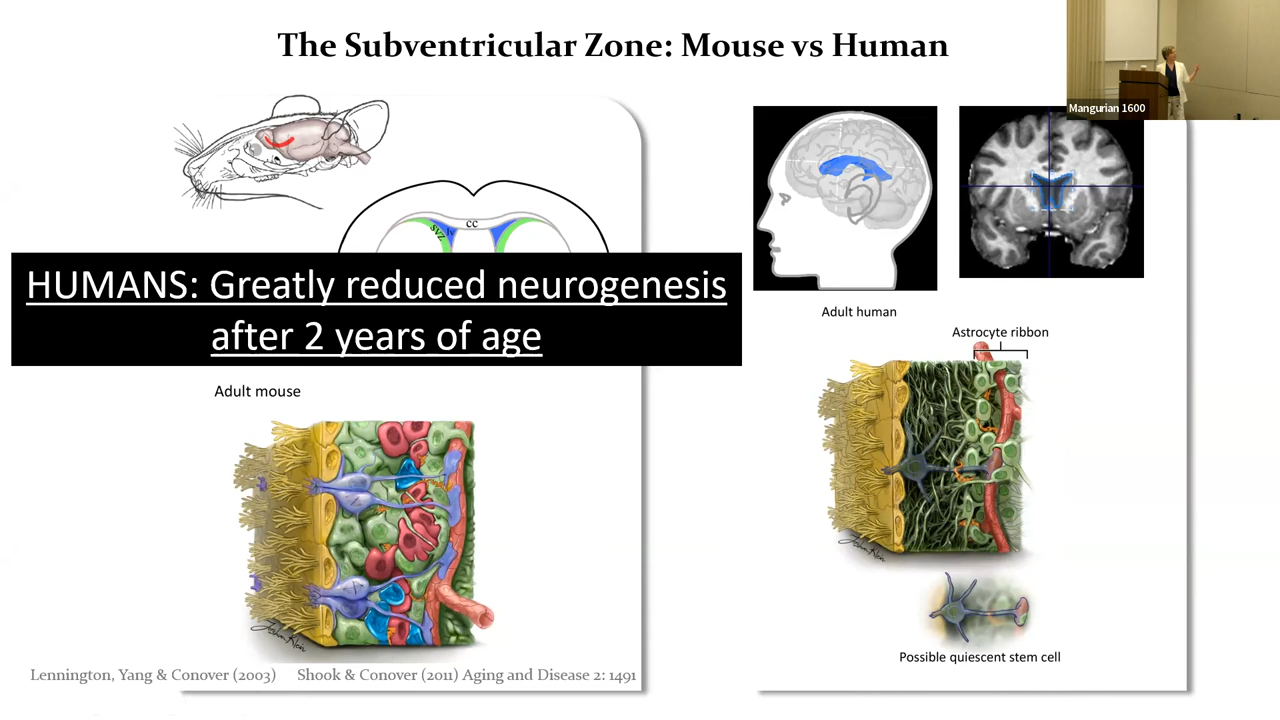 The Subventricular Zone: Mouse vs Human
Mangurian 1600
cc
SVZ
lv
HUMANS: Greatly reduced neurogenesis
after 2 years of age
Adult mouse
Adult human
Astrocyte ribbon
Possible quiescent stem cell
Lennington, Yang & Conover (2003)
Shook & Conover (2011) Aging and Disease 2: 1491